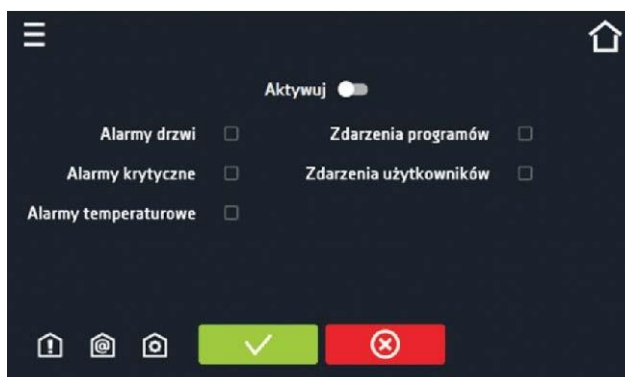 Aktywuj
Alarmy drzwi
Zdarzenia programów
Alarmy krytyczne
Zdarzenia użytkowników
Alarmy temperaturowe